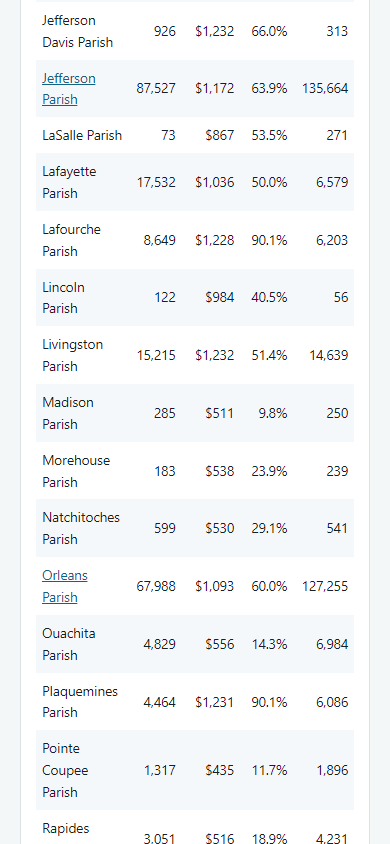 Jefferson
Davis Parish 926 $1,232 66.0% 313
Jefferson
Parish 87,527 $1,172 63.9% 135,664
LaSalle Parish 73 $867 53.5% 271
Lafayette
Parish 17,532 $1,036 50.0% 6,579
Lafourche
Parish 8,649 $1,228 90.1% 6,203
Lincoln
Parish 122 $984 40.5% 56
Livingston
Parish 15,215 $1,232 51.4% 14,639
Madison
Parish 285 $511 9.8% 250
Morehouse
Parish 183 $538 23.9% 239
Natchitoches
Parish 599 $530 29.1% 541
Orleans
Parish 67,988 $1,093 60.0% 127,255
Ouachita
Parish 4,829 $556 14.3% 6,984
Plaquemines
Parish 4,464 $1,231 90.1% 6,086
Pointe
Coupee 1,317 $435 11.7% 1,896
Parish
Rapides
3,051 $516 18.9% 4,231